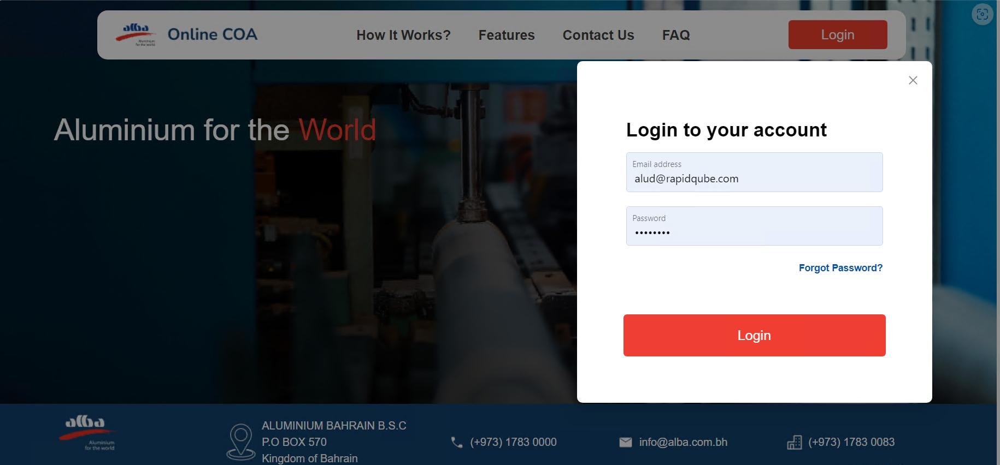 alba
Aluminium
for the world
Online COA
How It Works?
Features
Contact Us
FAQ
Login
Aluminium for the World
Login to your account
Email address
alud@rapidqube.com
Password
••••••••
Forgot Password?
Login
alba
Aluminium
for the world
ALUMINIUM BAHRAIN B.S.C
P.O BOX 570
Kingdom of Bahrain
(+973) 1783 0000
info@alba.com.bh
(+973) 1783 0083